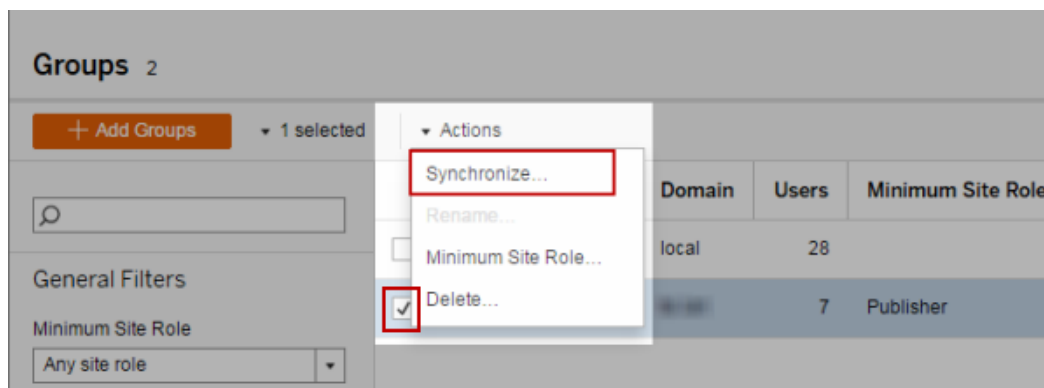 Groups 2
+ Add Groups
1 selected
Actions
Synchronize...
Rename...
Minimum Site Role...
Delete...
Domain Users Minimum Site Role
local 28
7 Publisher
General Filters
Minimum Site Role
Any site role